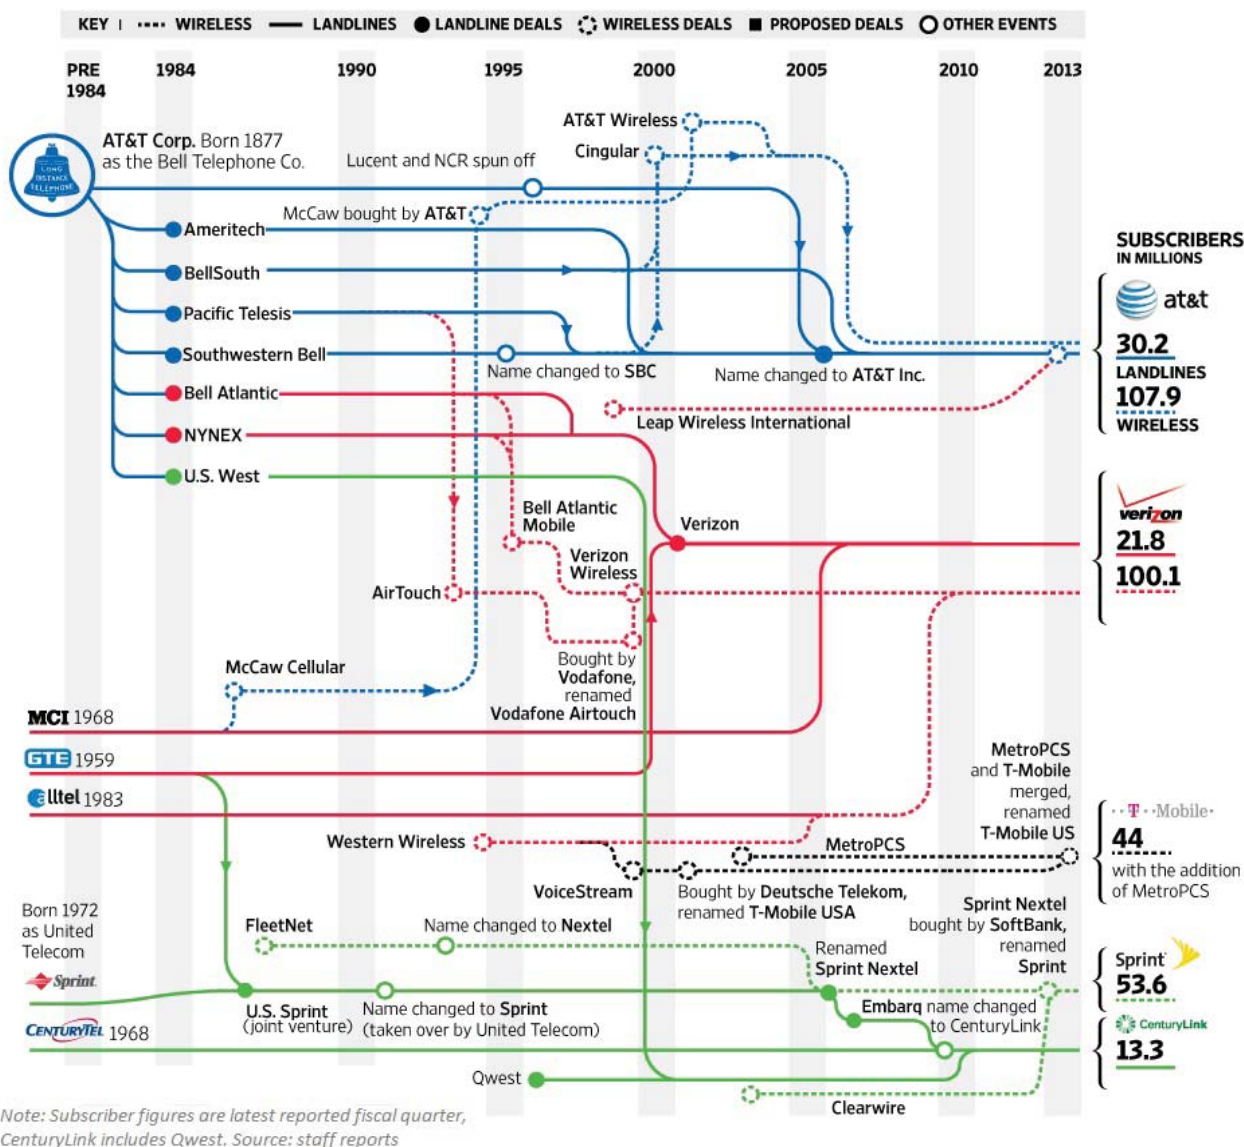 KEY | WIRELESS LANDLINES LANDLINE DEALS WIRELESS DEALS PROPOSED DEALS OTHER EVENTS
PRE 1984
1984
1990
1995
2000
2005
2010
2013
AT&T Corp. Born 1877
as the Bell Telephone Co.
LONG
DISTANCE
TELEPHONE
Lucent and NCR spun off
AT&T Wireless
Cingular
McCaw bought by AT&T
Ameritech
BellSouth
Pacific Telesis
Southwestern Bell
Name changed to SBC
Name changed to AT&T Inc.
Bell Atlantic
Leap Wireless International
NYNEX
U.S. West
Bell Atlantic
Mobile
Verizon
Verizon
Wireless
AirTouch
Bought by
Vodafone,
renamed
Vodafone Airtouch
McCaw Cellular
MCI 1968
GTE 1959
alltel 1983
Western Wireless
VoiceStream
MetroPCS
MetroPCS
and T-Mobile
merged,
renamed
T-Mobile US
Bought by Deutsche Telekom,
renamed T-Mobile USA
Born 1972
as United
Telecom
Sprint
FleetNet
Name changed to Nextel
Renamed
Sprint Nextel
Sprint Nextel
bought by SoftBank,
renamed
Sprint
U.S. Sprint
(joint venture)
Name changed to Sprint
(taken over by United Telecom)
Embarq name changed
to CenturyLink
CENTURYTEL 1968
Qwest
Clearwire
SUBSCRIBERS
IN MILLIONS
at&t
30.2
LANDLINES
107.9
WIRELESS
verizon
21.8
100.1
T Mobile
44
with the addition
of MetroPCS
Sprint
53.6
CenturyLink
13.3
Note: Subscriber figures are latest reported fiscal quarter,
CenturyLink includes Qwest. Source: staff reports